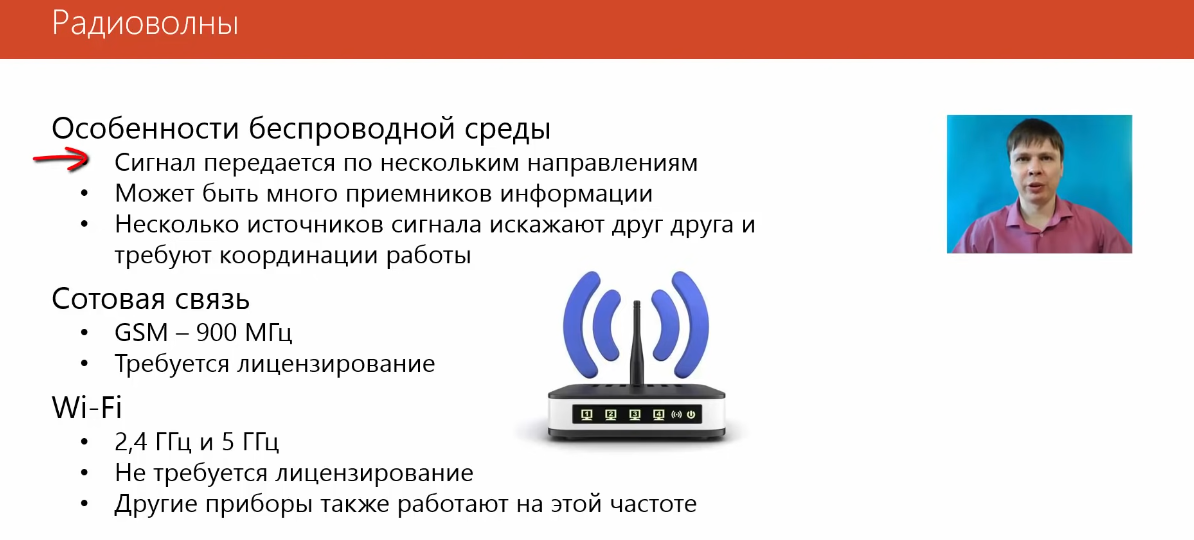 Радиоволны
Особенности беспроводной среды
Сигнал передается по нескольким направлениям
• Может быть много приемников информации
• Несколько источников сигнала искажают друг друга и
требуют координации работы
Сотовая связь
• GSM – 900 МГц
• Требуется лицензирование
Wi-Fi
• 2,4 ГГц и 5 ГГц
• Не требуется лицензирование
• Другие приборы также работают на этой частоте
1 2 3 4